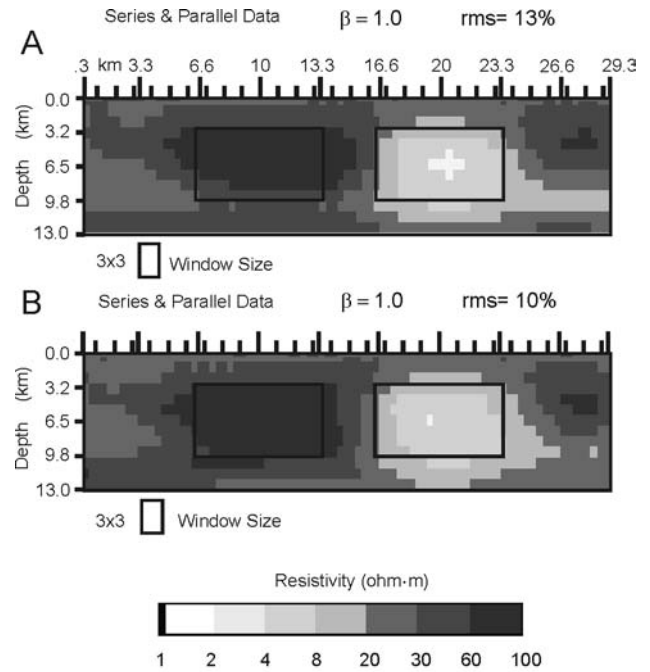 Series & Parallel Data β = 1.0 rms= 13%
A
.3 km 3.3 6.6 10 13.3 16.6 20 23.3 26.6 29.3
0.0
3.2
6.5
9.8
13.0
Depth (km)
3x3 Window Size
B
Series & Parallel Data β = 1.0 rms= 10%
0.0
3.2
6.5
9.8
13.0
Depth (km)
3x3 Window Size
Resistivity (ohm·m)
1 2 4 8 20 30 60 100